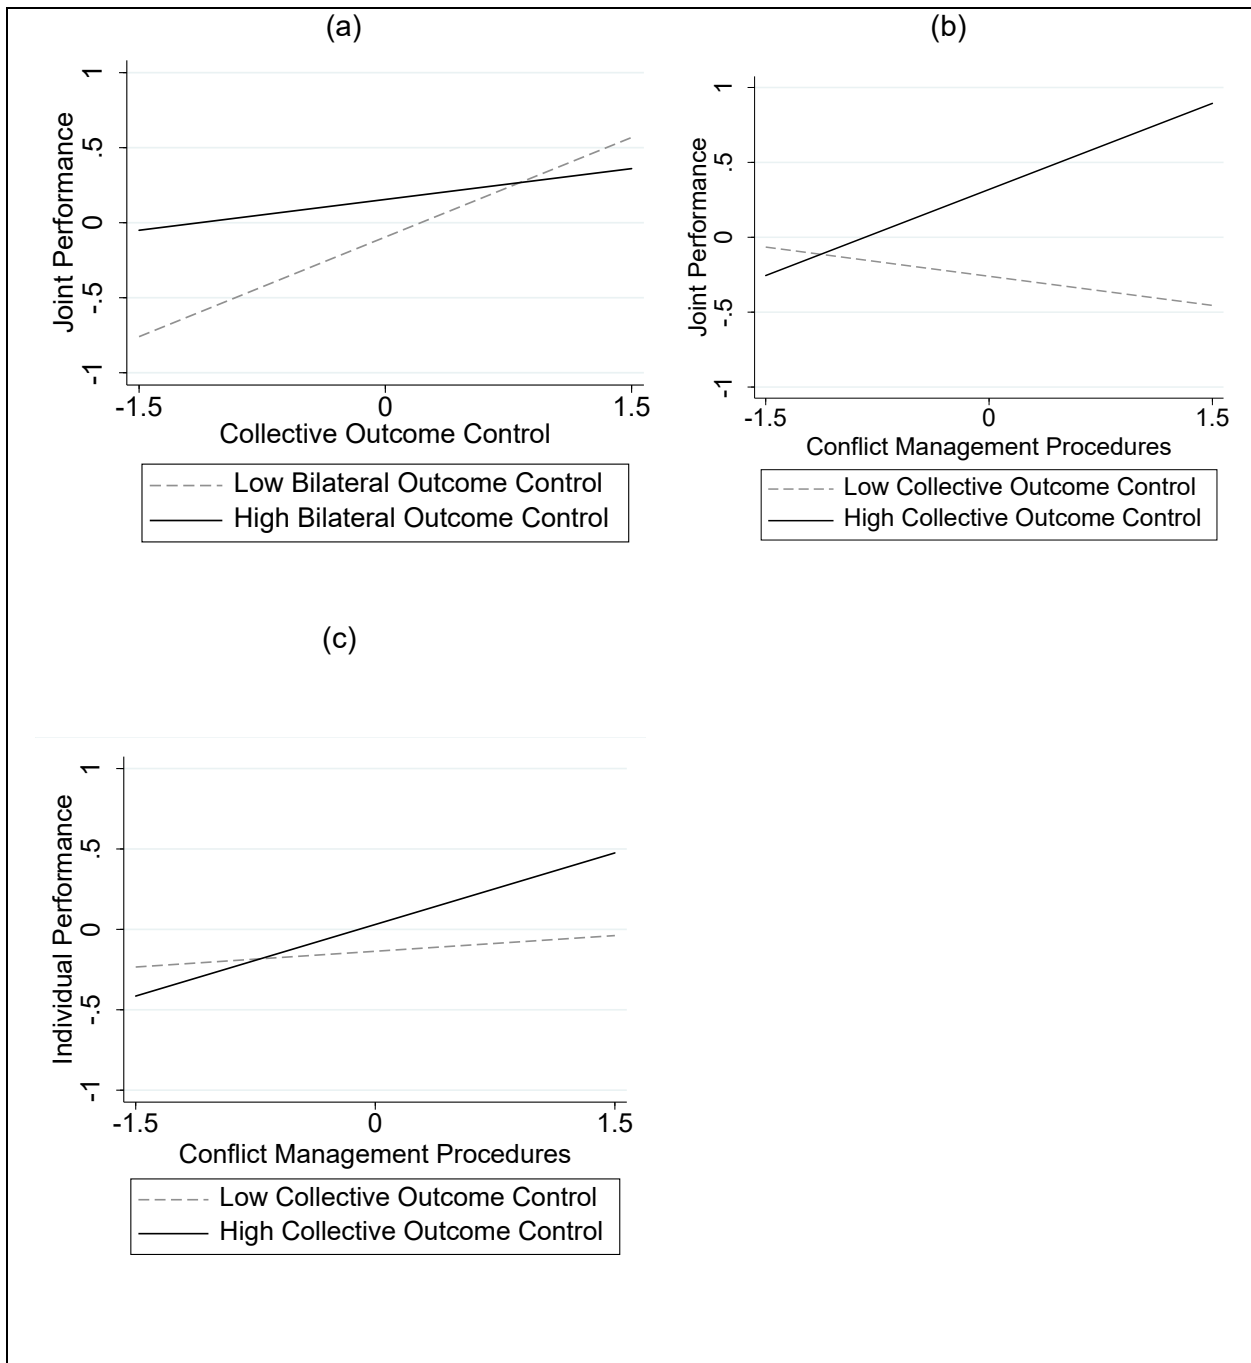 (a)
Joint Performance
1
.5
0
-.5
-1
-1.5 0 1.5
Collective Outcome Control
Low Bilateral Outcome Control
High Bilateral Outcome Control
(b)
Joint Performance
1
.5
0
-.5
-1
-1.5 0 1.5
Conflict Management Procedures
Low Collective Outcome Control
High Collective Outcome Control
(c)
Individual Performance
1
.5
0
-.5
-1
-1.5 0 1.5
Conflict Management Procedures
Low Collective Outcome Control
High Collective Outcome Control